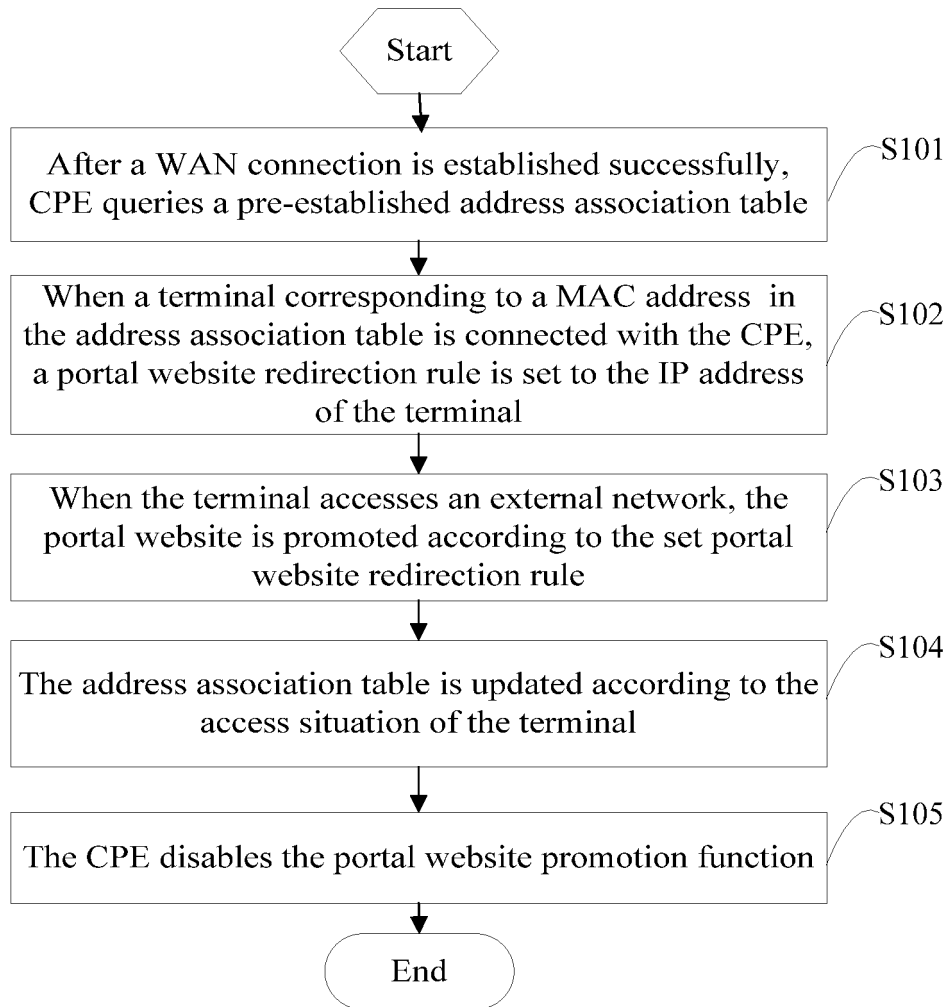 Start
After a WAN connection is established successfully,
CPE queries a pre-established address association table
S101
When a terminal corresponding to a MAC address in
the address association table is connected with the CPE,
a portal website redirection rule is set to the IP address
of the terminal
S102
When the terminal accesses an external network, the
portal website is promoted according to the set portal
website redirection rule
S103
The address association table is updated according to the
access situation of the terminal
S104
The CPE disables the portal website promotion function
S105
End